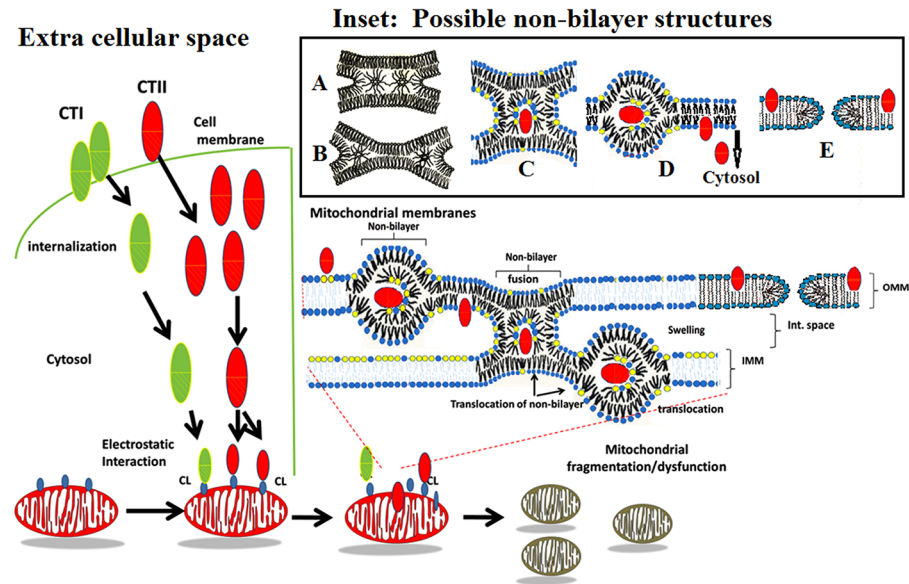 Inset:  Possible non-bilayer structures
Extra cellular space
A
B
C
D
E
Cytosol
CTI
CTII
Cell
membrane
internalization
Cytosol
Electrostatic
Interaction
CL
CL
Mitochondrial membranes
Non-bilayer
Non-bilayer
fusion
OMM
Int. space
Swelling
IMM
Translocation of non-bilayer
translocation
CL
Mitochondrial
fragmentation/dysfunction